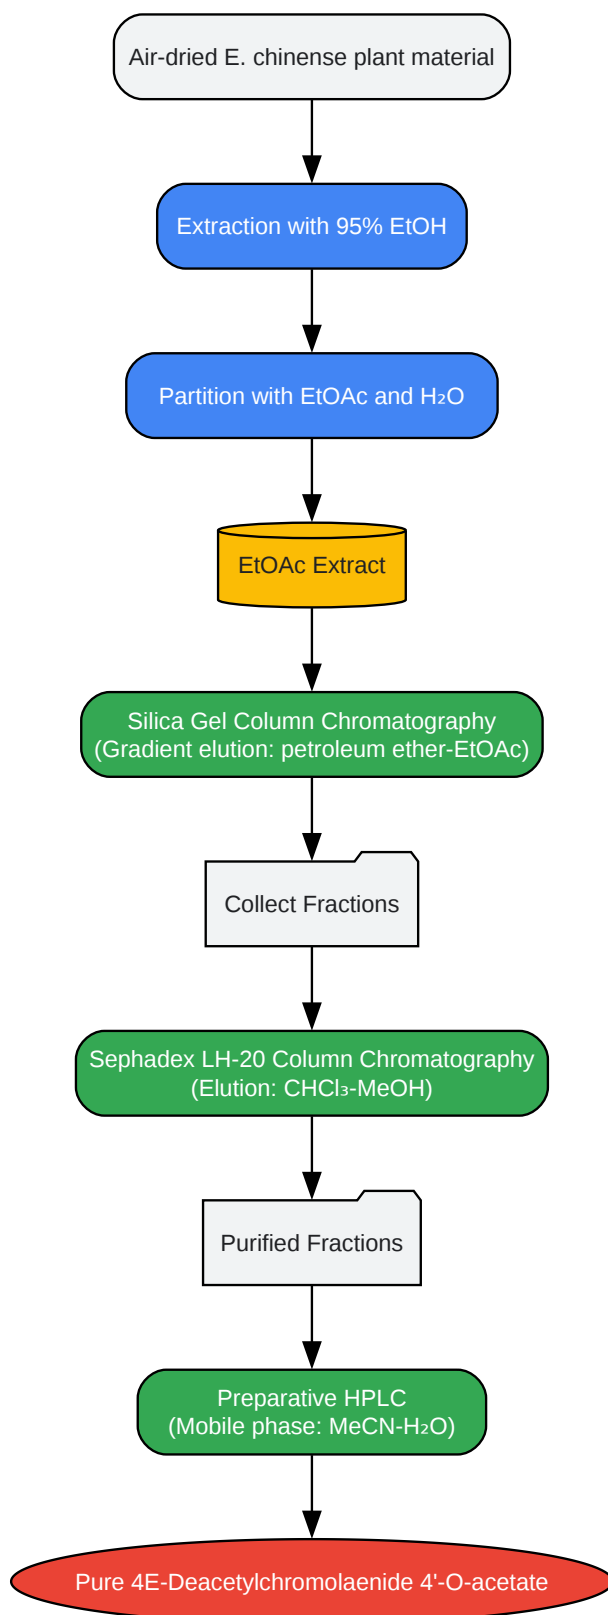 Air-dried E. chinense plant material
Extraction with 95% EtOH
Partition with EtOAc and H₂O
EtOAc Extract
Silica Gel Column Chromatography
(Gradient elution: petroleum ether-EtOAc)
Collect Fractions
Sephadex LH-20 Column Chromatography
(Elution: CHCl₃-MeOH)
Purified Fractions
Preparative HPLC
(Mobile phase: MeCN-H₂O)
Pure 4E-Deacetylchromolaenide 4'-O-acetate